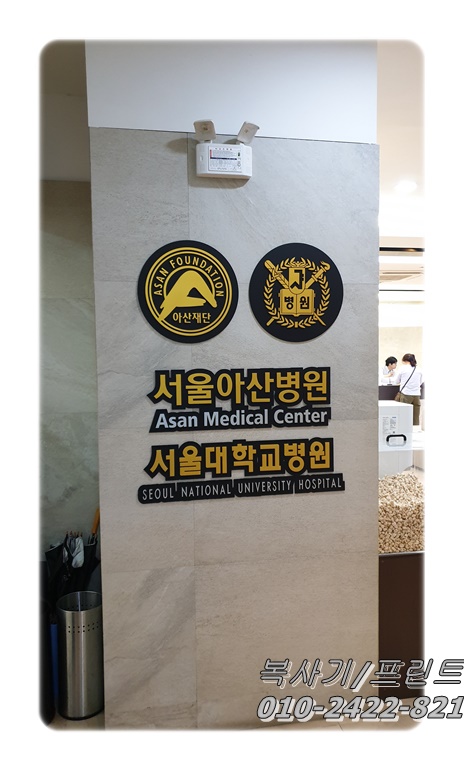 ASAN FOUNDATION
아산재단
병원
서울아산병원
Asan Medical Center
서울대학교병원
SEOUL NATIONAL UNIVERSITY HOSPITAL
복사기/프린트
010-2422-821